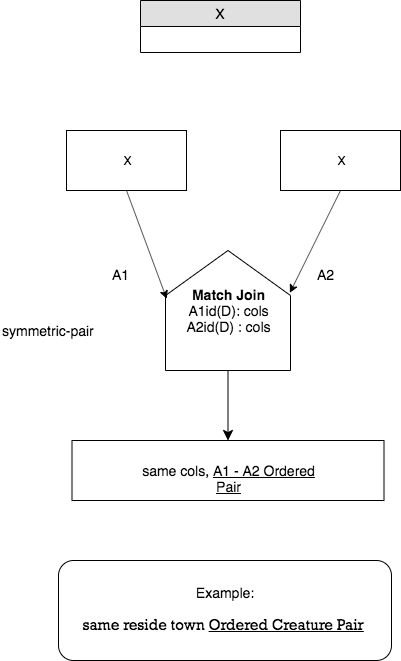 X
X
X
A1
A2
Match Join
A1id(D): cols
A2id(D) : cols
symmetric-pair
same cols, A1 - A2 Ordered
Pair
Example:
same reside town Ordered Creature Pair